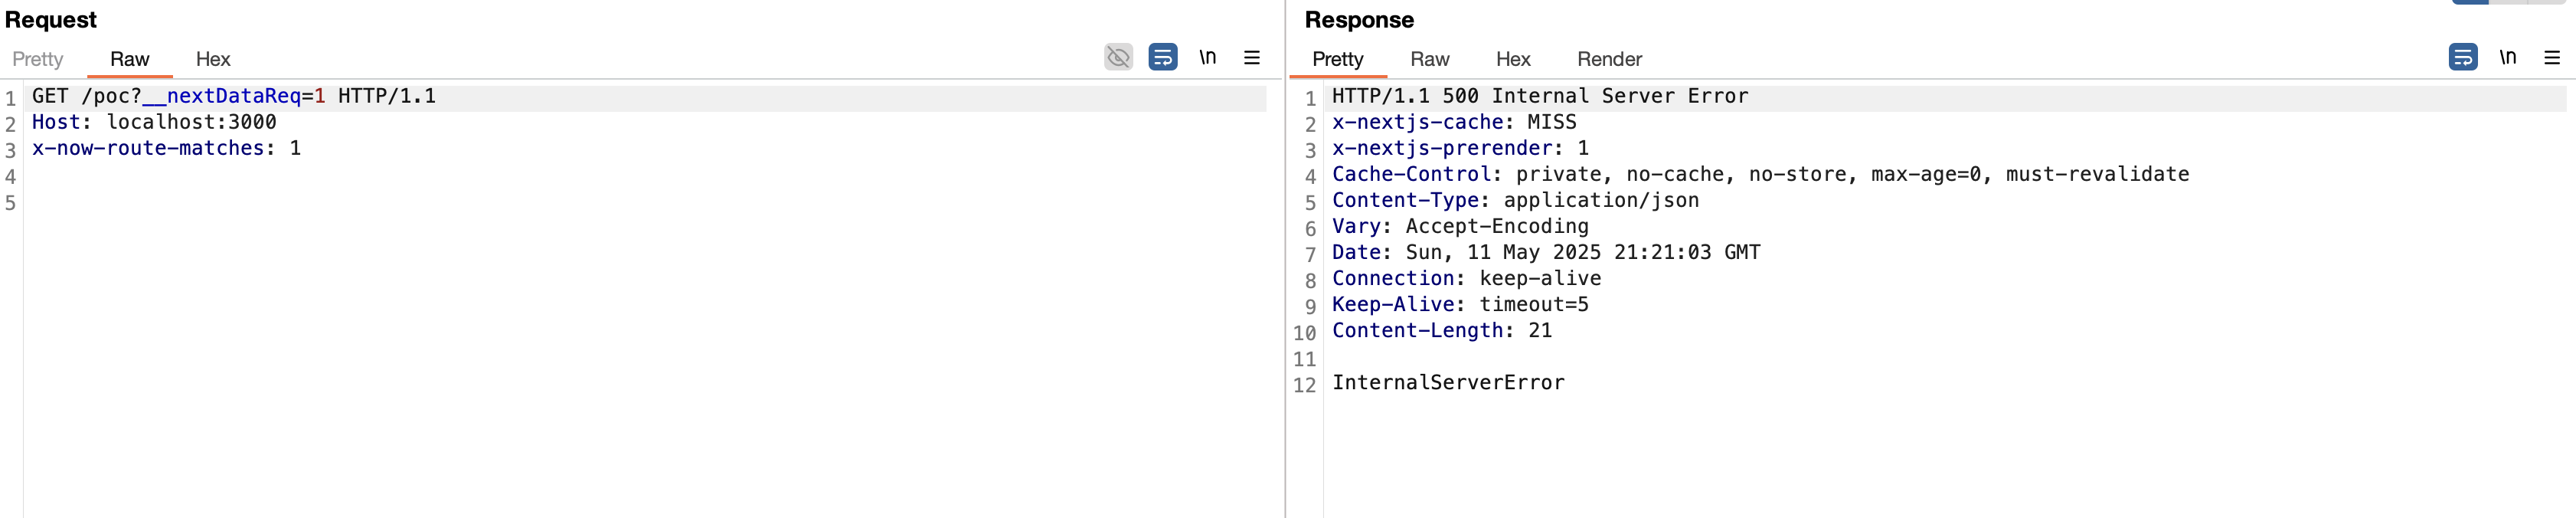 Request
Pretty Raw Hex \n
1 GET /poc?__nextDataReq=1 HTTP/1.1
2 Host: localhost:3000
3 x-now-route-matches: 1
4
5
Response
Pretty Raw Hex Render \n
1 HTTP/1.1 500 Internal Server Error
2 x-nextjs-cache: MISS
3 x-nextjs-prerender: 1
4 Cache-Control: private, no-cache, no-store, max-age=0, must-revalidate
5 Content-Type: application/json
6 Vary: Accept-Encoding
7 Date: Sun, 11 May 2025 21:21:03 GMT
8 Connection: keep-alive
9 Keep-Alive: timeout=5
10 Content-Length: 21
11
12 InternalServerError